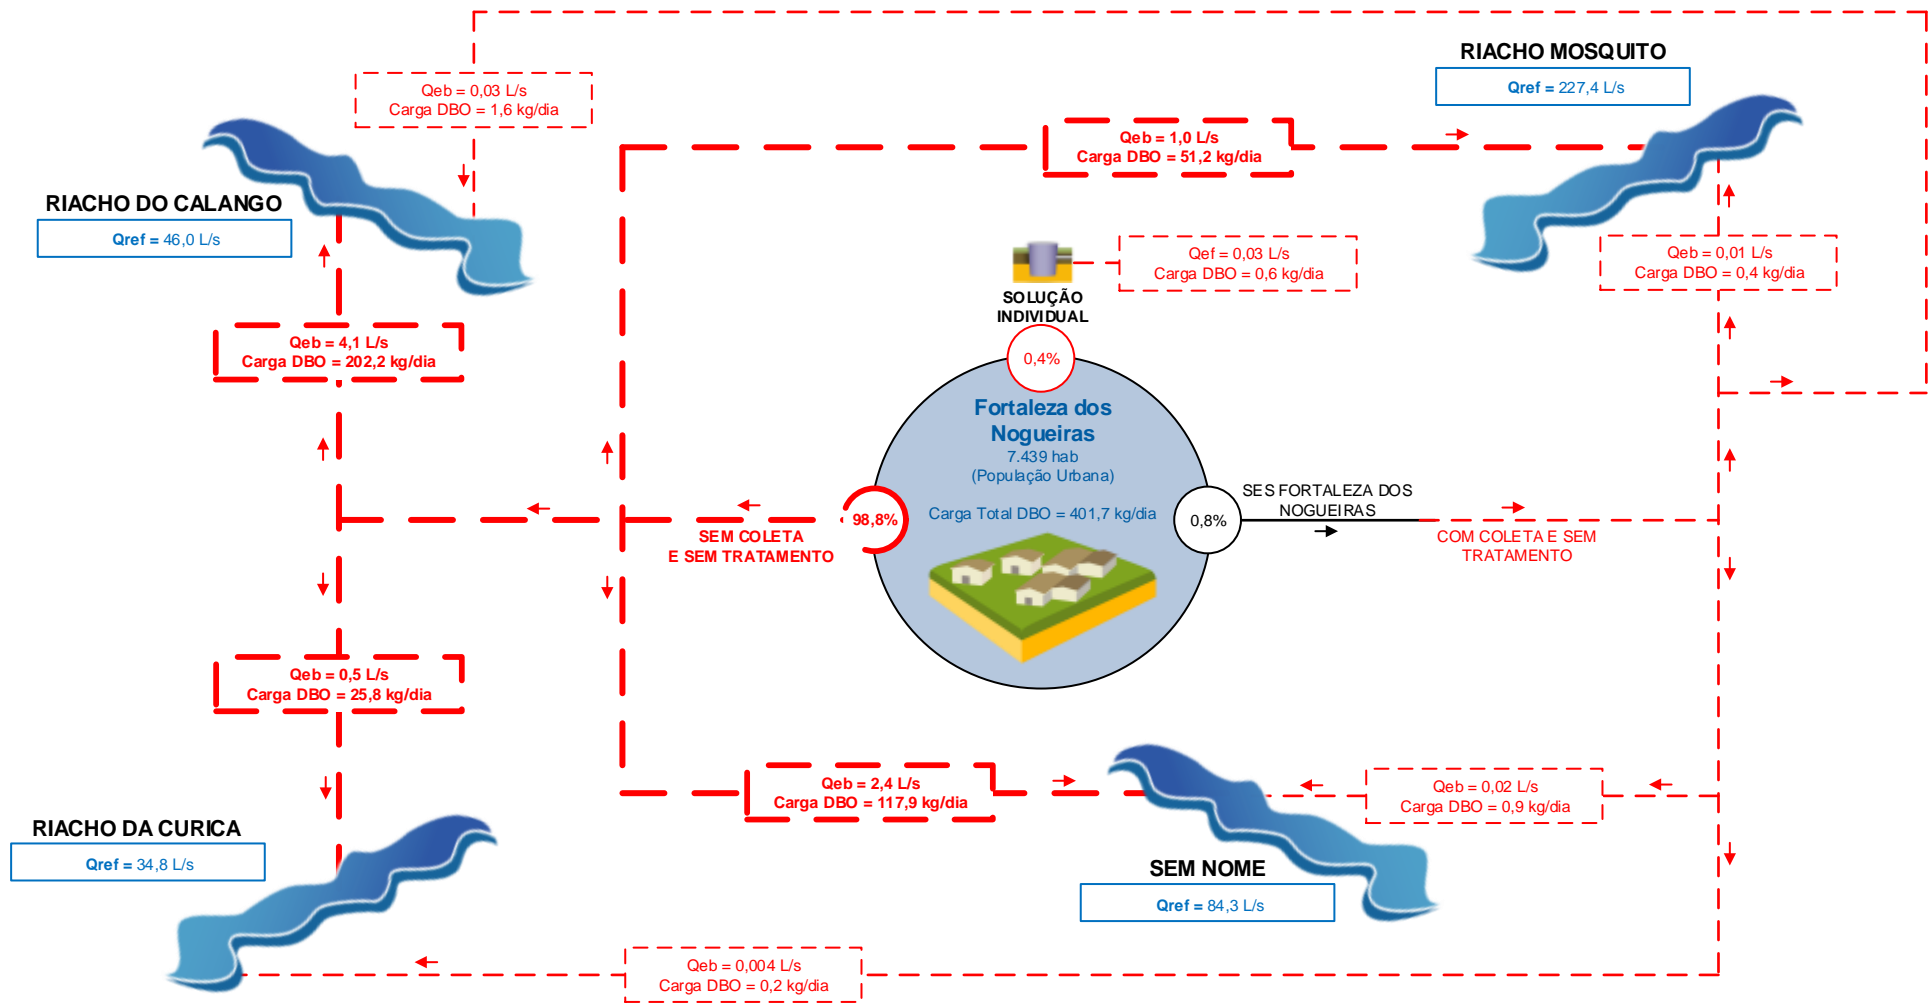 RIACHO MOSQUITO
Qref = 227,4 L/s
Qeb = 0,03 L/s
Carga DBO = 1,6 kg/dia
Qeb = 1,0 L/s
Carga DBO = 51,2 kg/dia
RIACHO DO CALANGO
Qref = 46,0 L/s
Qef = 0,03 L/s
Carga DBO = 0,6 kg/dia
Qeb = 0,01 L/s
Carga DBO = 0,4 kg/dia
SOLUÇÃO
INDIVIDUAL
0,4%
Qeb = 4,1 L/s
Carga DBO = 202,2 kg/dia
Fortaleza dos
Nogueiras
7.439 hab
(População Urbana)
Carga Total DBO = 401,7 kg/dia
98,8%
SEM COLETA
E SEM TRATAMENTO
0,8%
SES FORTALEZA DOS
NOGUEIRAS
COM COLETA E SEM
TRATAMENTO
Qeb = 0,5 L/s
Carga DBO = 25,8 kg/dia
Qeb = 2,4 L/s
Carga DBO = 117,9 kg/dia
Qeb = 0,02 L/s
Carga DBO = 0,9 kg/dia
RIACHO DA CURICA
Qref = 34,8 L/s
SEM NOME
Qref = 84,3 L/s
Qeb = 0,004 L/s
Carga DBO = 0,2 kg/dia